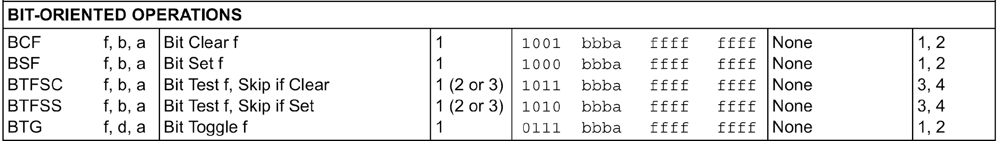 BIT-ORIENTED OPERATIONS
BCF f, b, a Bit Clear f 1 1001 bbba ffff ffff None 1, 2
BSF f, b, a Bit Set f 1 1000 bbba ffff ffff None 1, 2
BTFSC f, b, a Bit Test f, Skip if Clear 1 (2 or 3) 1011 bbba ffff ffff None 3, 4
BTFSS f, b, a Bit Test f, Skip if Set 1 (2 or 3) 1010 bbba ffff ffff None 3, 4
BTG f, d, a Bit Toggle f 1 0111 bbba ffff ffff None 1, 2